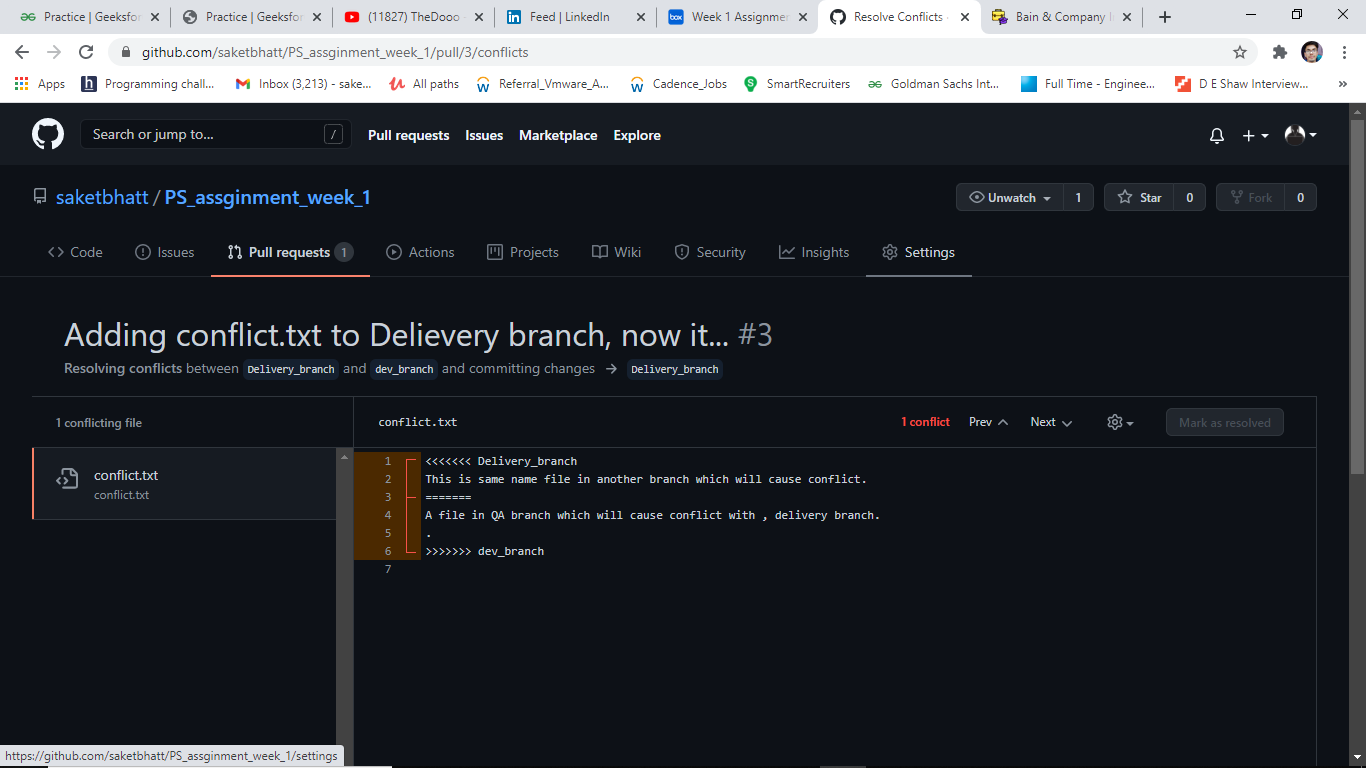 Practice | Geeksfor
Practice | Geeksfor
(11827) TheDooo
Feed | LinkedIn
Week 1 Assignmen
Resolve Conflicts
Bain & Company I
github.com/saketbhatt/PS_assginment_week_1/pull/3/conflicts
Apps
Programming chall...
Inbox (3,213) - sake...
All paths
Referral_Vmware_A...
Cadence_Jobs
SmartRecruiters
Goldman Sachs Int...
Full Time - Enginee...
D E Shaw Interview...
»
Search or jump to...
/
Pull requests
Issues
Marketplace
Explore
saketbhatt / PS_assginment_week_1
Unwatch 1
Star 0
Fork 0
Code
Issues
Pull requests 1
Actions
Projects
Wiki
Security
Insights
Settings
Adding conflict.txt to Delievery branch, now it... #3
Resolving conflicts between Delivery_branch and dev_branch and committing changes → Delivery_branch
1 conflicting file
conflict.txt
1 conflict
Prev
Next
Mark as resolved
conflict.txt
conflict.txt
1 <<<<<<< Delivery_branch
2 This is same name file in another branch which will cause conflict.
3 =======
4 A file in QA branch which will cause conflict with , delivery branch.
5 .
6 >>>>>>> dev_branch
7
https://github.com/saketbhatt/PS_assginment_week_1/settings